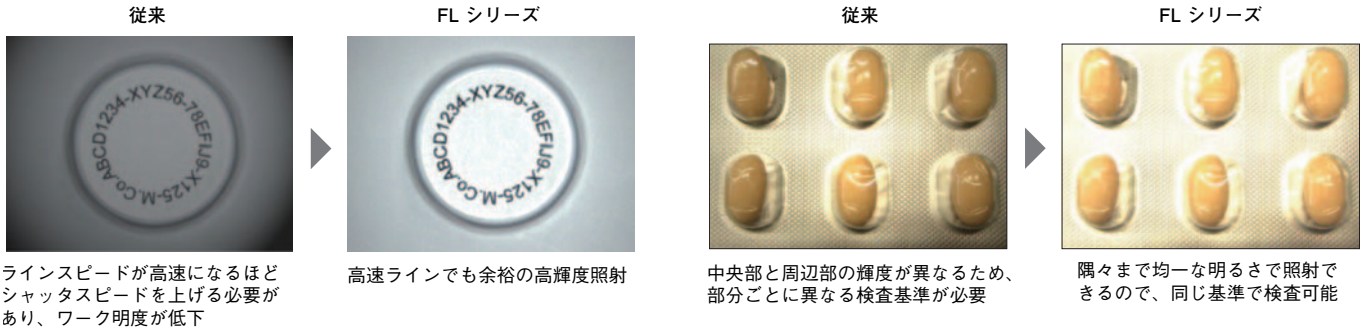 従来
FL シリーズ
従来
FL シリーズ
ABCD1234-XYZ56-78EFIJ9-X125-M.Co.
ABCD1234-XYZ56-78EFIJ9-X125-M.Co.
ラインスピードが高速になるほど
シャッタスピードを上げる必要が
あり、ワーク明度が低下
高速ラインでも余裕の高輝度照射
中央部と周辺部の輝度が異なるため、
部分ごとに異なる検査基準が必要
隅々まで均一な明るさで照射で
きるので、同じ基準で検査可能